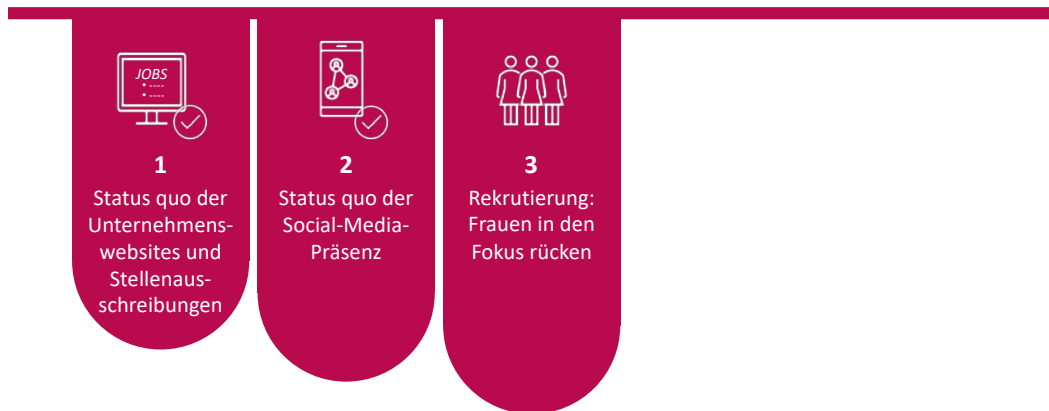 JOBS
1
Status quo der
Unternehmens-
websites und
Stellenaus-
schreibungen
2
Status quo der
Social-Media-
Präsenz
3
Rekrutierung:
Frauen in den
Fokus rücken